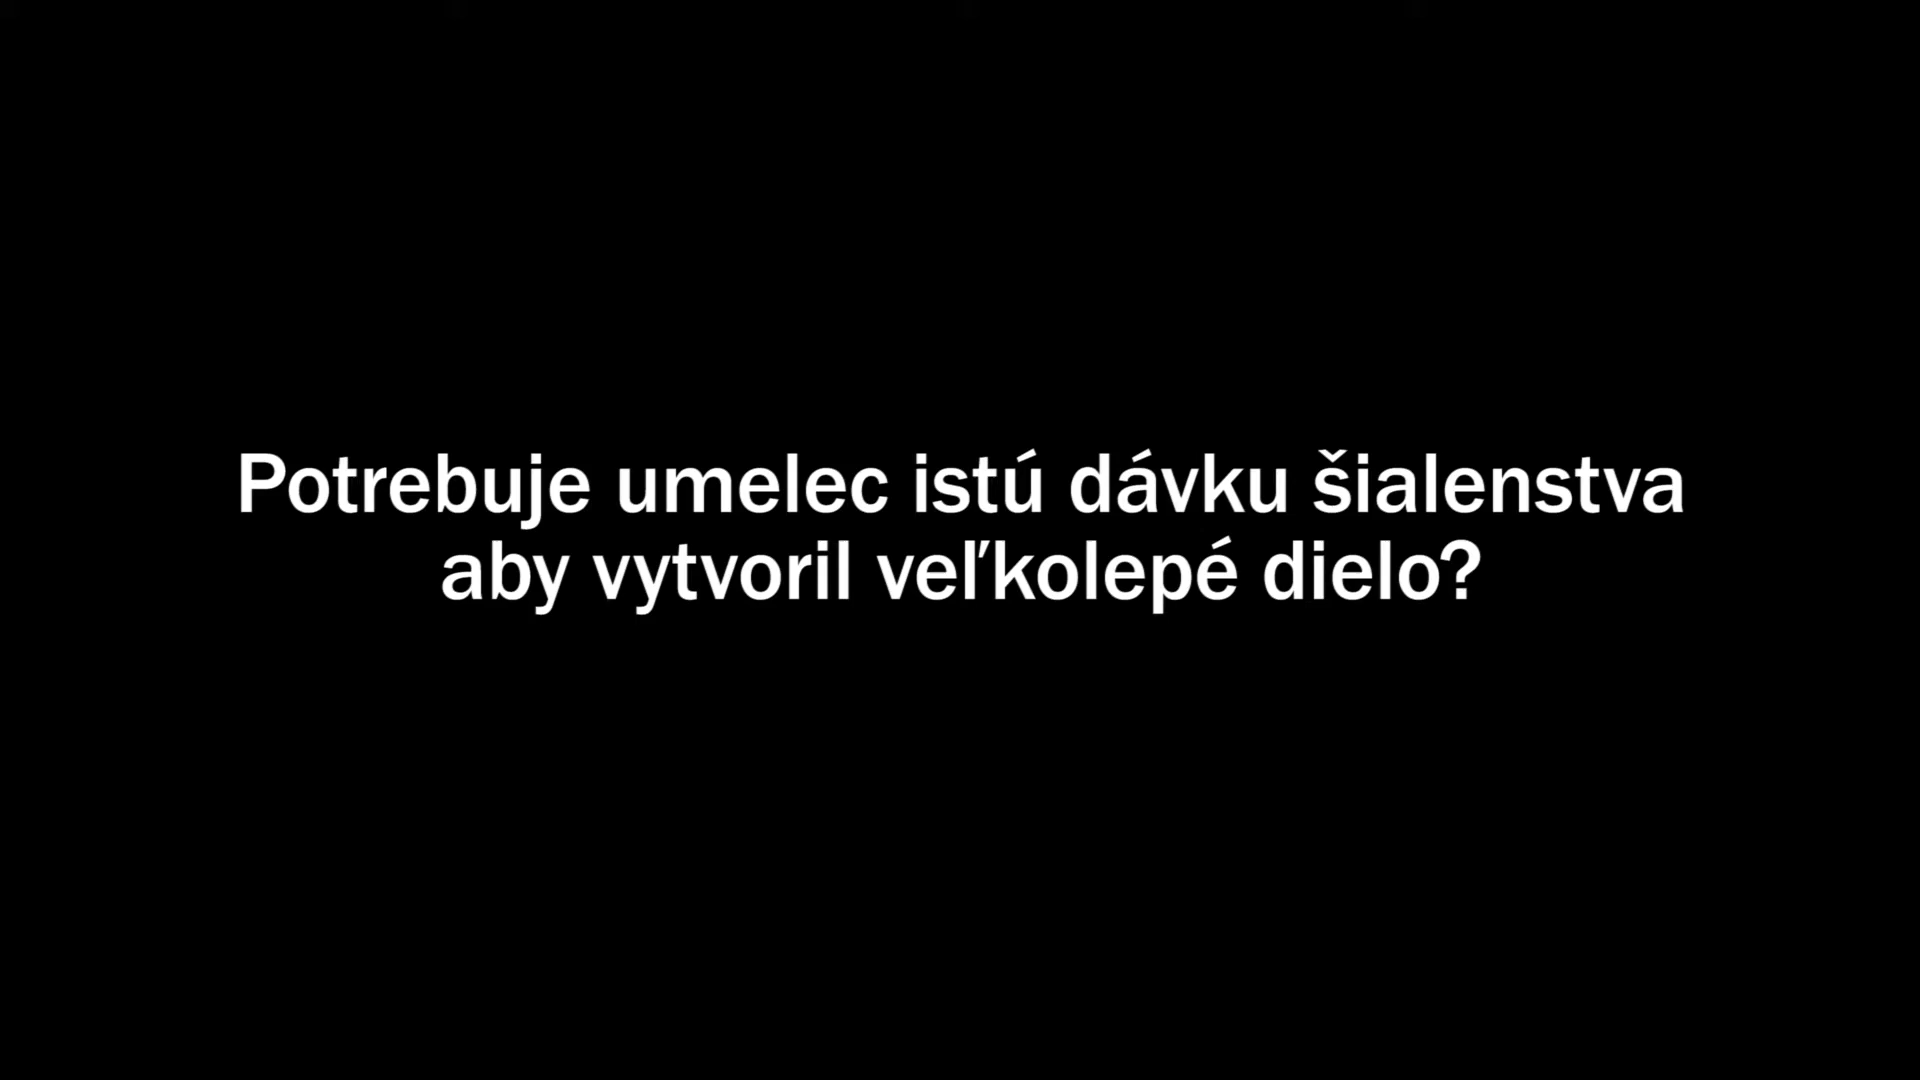 Potrebuje umelec istú dávku šialenstva
aby vytvoril veľkolepé dielo?